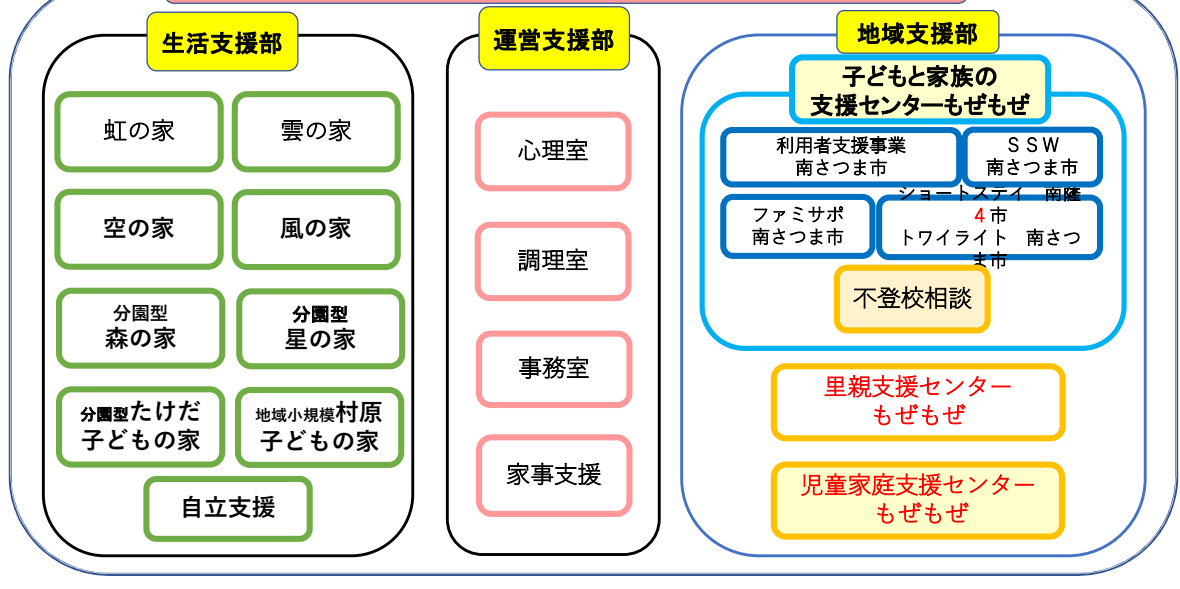 生活支援部
虹の家
雲の家
空の家
風の家
分園型
森の家
分園型
星の家
分園型たけだ
子どもの家
地域小規模村原
子どもの家
自立支援
運営支援部
心理室
調理室
事務室
家事支援
地域支援部
子どもと家族の
支援センターもぜもぜ
利用者支援事業
南さつま市
ＳＳＷ
南さつま市
ファミサポ
南さつま市
ショートステイ　南薩
４市
トワイライト　南さつ
ま市
不登校相談
里親支援センター
もぜもぜ
児童家庭支援センター
もぜもぜ